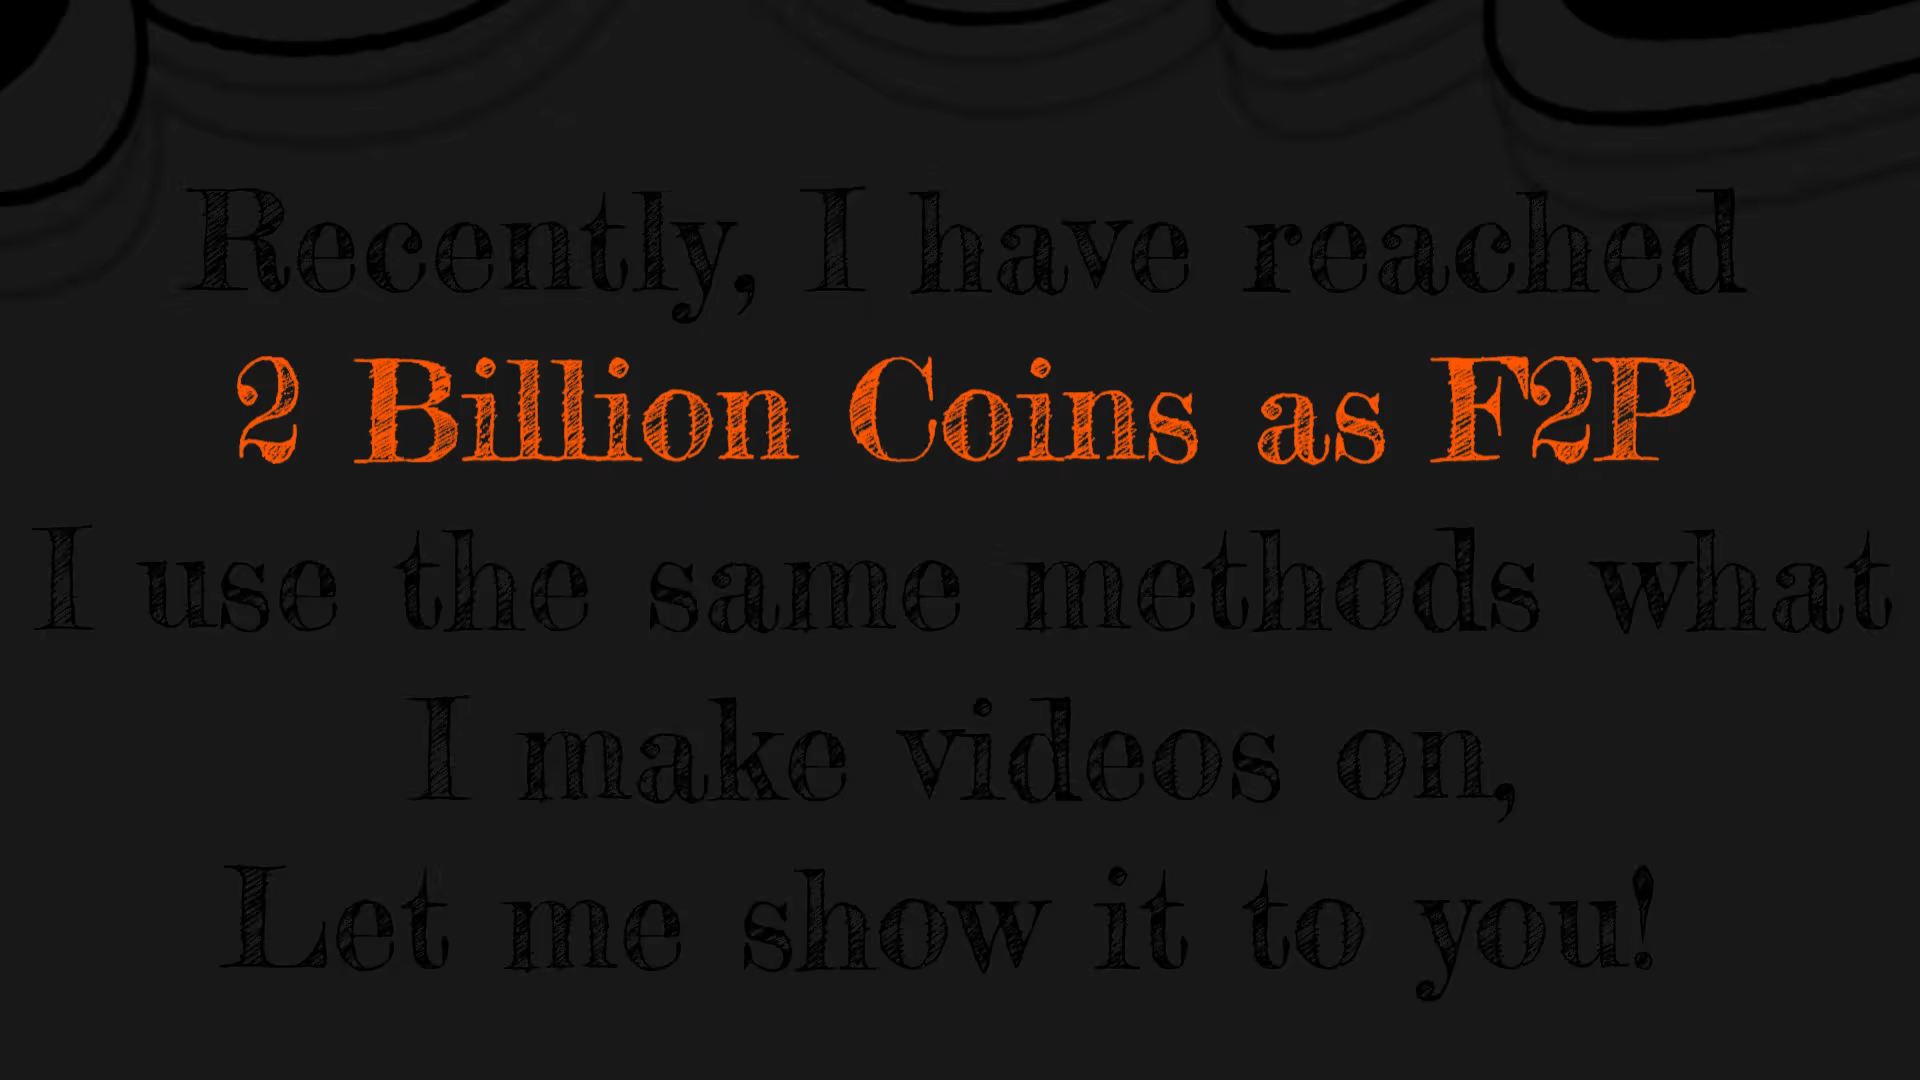 Recently, I have reached
2 Billion Coins as F2P
I use the same methods what
I make videos on,
Let me show it to you!